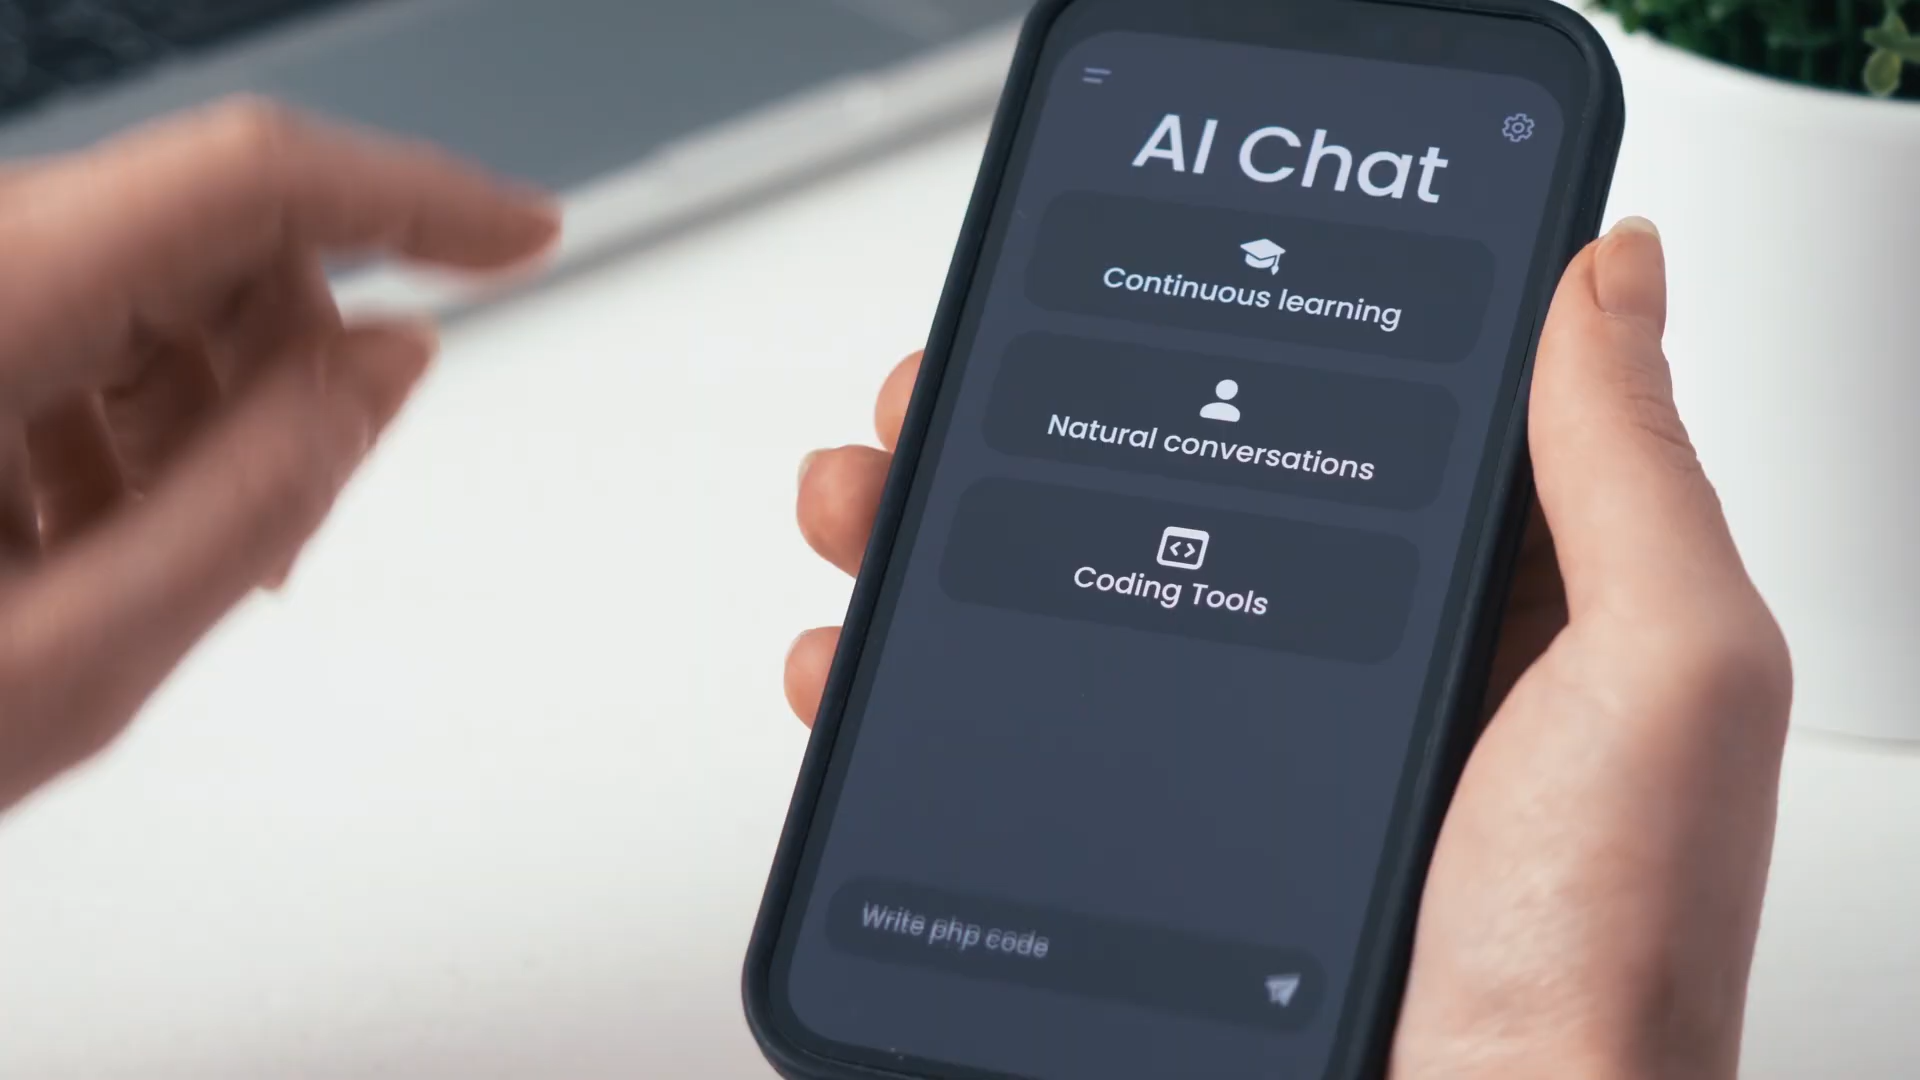 AI Chat
Continuous learning
Natural conversations
Coding Tools
Write php code